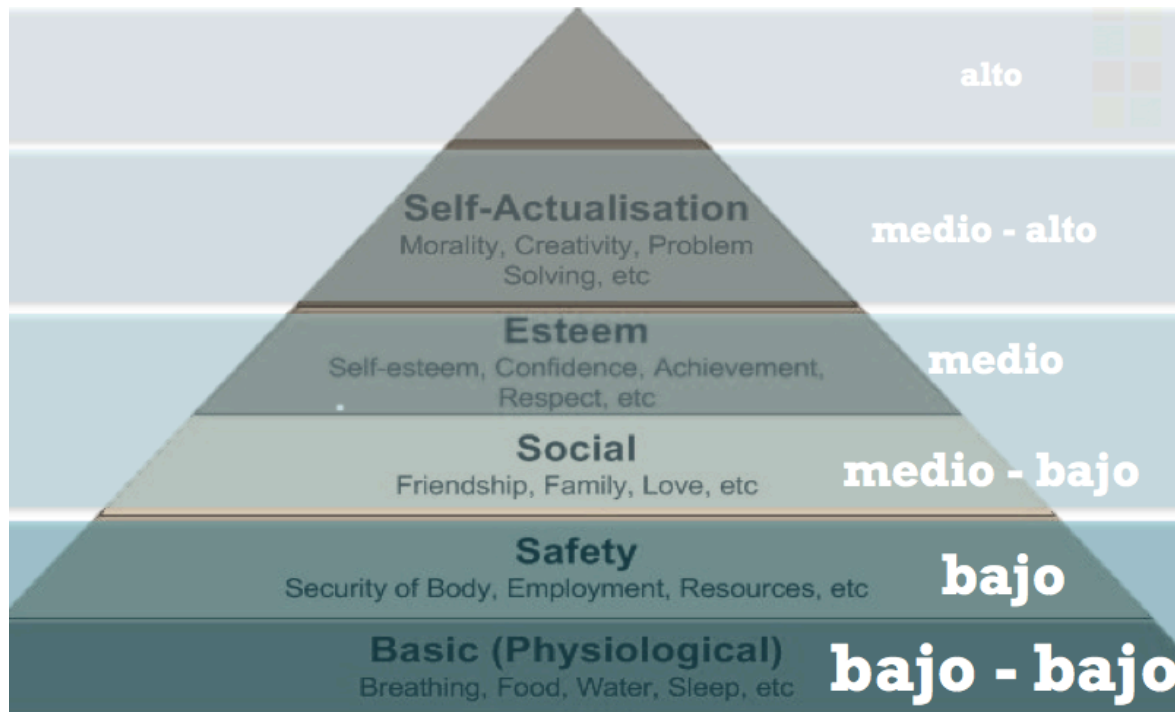 alto
Self-Actualisation
Morality, Creativity, Problem
Solving, etc
medio - alto
Esteem
Self-esteem, Confidence, Achievement,
Respect, etc
medio
Social
Friendship, Family, Love, etc
medio - bajo
Safety
Security of Body, Employment, Resources, etc
bajo
Basic (Physiological)
Breathing, Food, Water, Sleep, etc
bajo - bajo